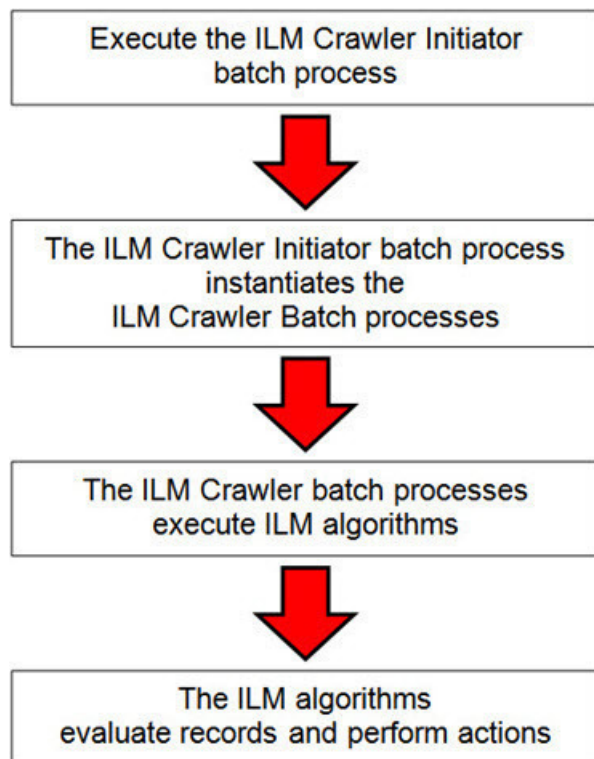 Execute the ILM Crawler Initiator
batch process
The ILM Crawler Initiator batch process
instantiates the
ILM Crawler Batch processes
The ILM Crawler batch processes
execute ILM algorithms
The ILM algorithms
evaluate records and perform actions